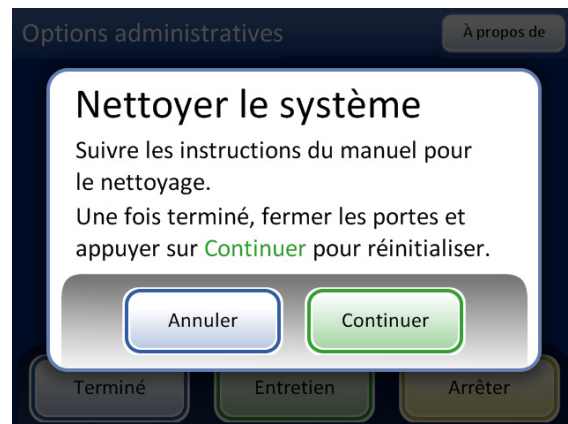 Options administratives
À propos de
Nettoyer le système
Suivre les instructions du manuel pour
le nettoyage.
Une fois terminé, fermer les portes et
appuyer sur Continuer pour réinitialiser.
Annuler
Continuer
Terminé
Entretien
Arrêter